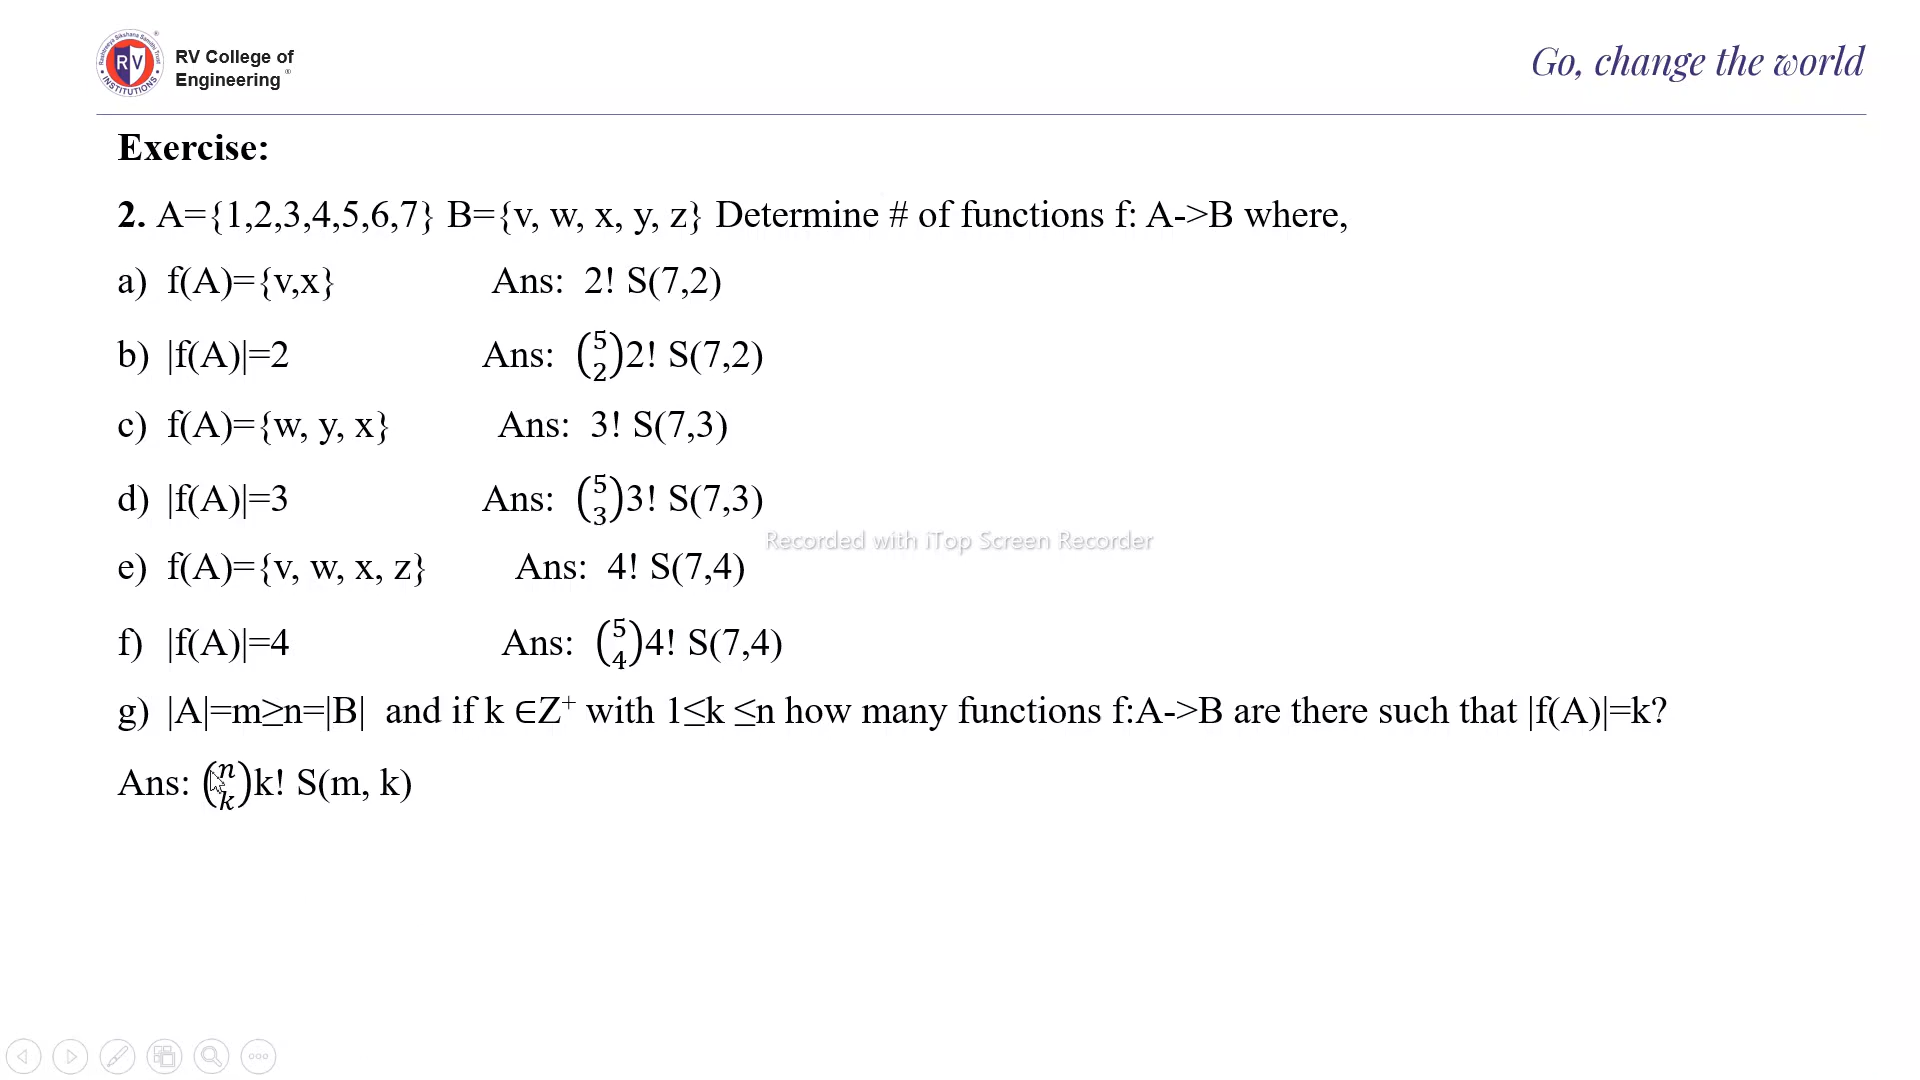 RV College of
Engineering ®
Go, change the world
Exercise:
2. A={1,2,3,4,5,6,7} B={v, w, x, y, z} Determine # of functions f: A->B where,
a) f(A)={v,x} Ans: 2! S(7,2)
b) |f(A)|=2 Ans: (5 2)2! S(7,2)
c) f(A)={w, y, x} Ans: 3! S(7,3)
d) |f(A)|=3 Ans: (5 3)3! S(7,3)
Recorded with iTop Screen Recorder
e) f(A)={v, w, x, z} Ans: 4! S(7,4)
f) |f(A)|=4 Ans: (5 4)4! S(7,4)
g) |A|=m≥n=|B| and if k ∈Z⁺ with 1≤k ≤n how many functions f:A->B are there such that |f(A)|=k?
Ans: (n k)k! S(m, k)
RV
INSTITUTIONS